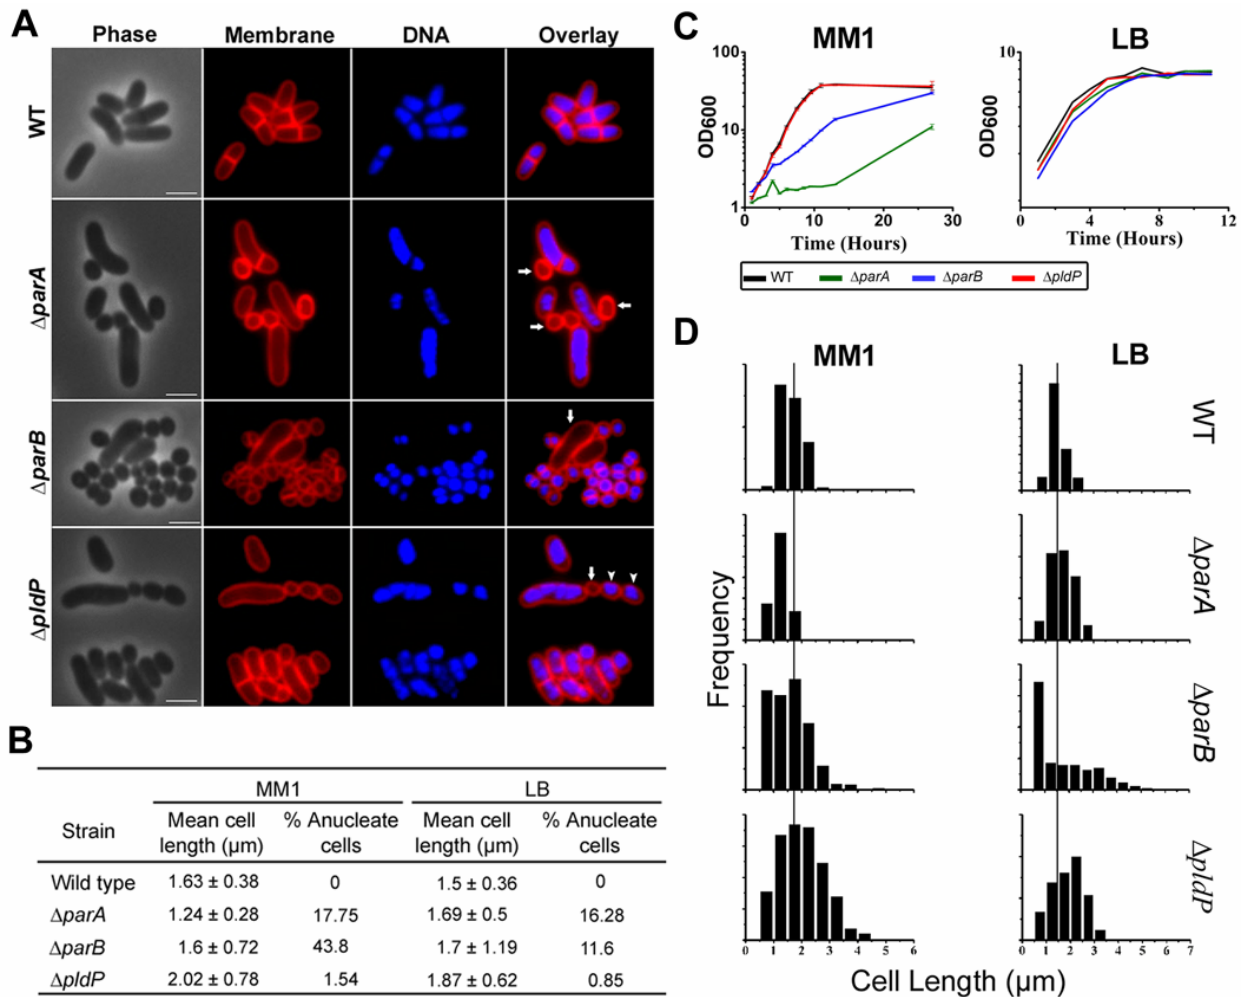 A
Phase Membrane DNA Overlay
WT
ΔparA
ΔparB
ΔpldP
B
MM1 LB
Strain Mean cell length (μm) % Anucleate cells Mean cell length (μm) % Anucleate cells
Wild type 1.63 ± 0.38 0 1.5 ± 0.36 0
ΔparA 1.24 ± 0.28 17.75 1.69 ± 0.5 16.28
ΔparB 1.6 ± 0.72 43.8 1.7 ± 1.19 11.6
ΔpldP 2.02 ± 0.78 1.54 1.87 ± 0.62 0.85
C
MM1 LB
OD600
100
10
1
0 10 20 30
Time (Hours)
OD600
10
0 4 8 12
Time (Hours)
WT ΔparA ΔparB ΔpldP
D
MM1 LB
WT
ΔparA
ΔparB
ΔpldP
Frequency
0 1 2 3 4 5 6
0 1 2 3 4 5 6 7
Cell Length (μm)